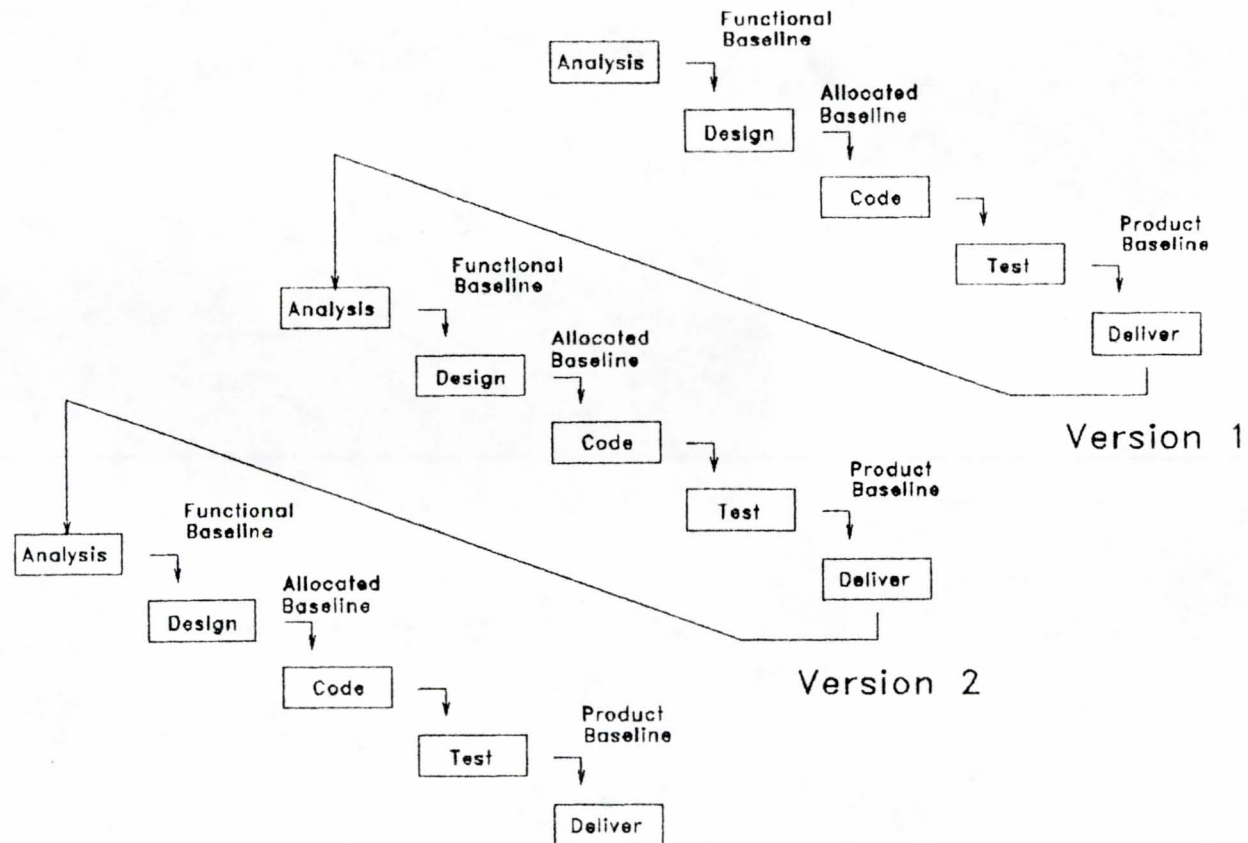 Functional
Baseline
Analysis
Allocated
Baseline
Design
Code
Product
Baseline
Test
Deliver
Version 1
Functional
Baseline
Analysis
Allocated
Baseline
Design
Code
Product
Baseline
Test
Deliver
Version 2
Functional
Baseline
Analysis
Allocated
Baseline
Design
Code
Product
Baseline
Test
Deliver